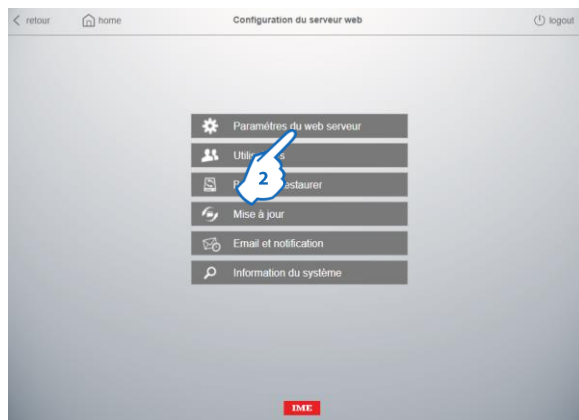 retour home Configuration du serveur web logout
Paramétres du web serveur
2
Mise à jour
Email et notification
Information du système
IME